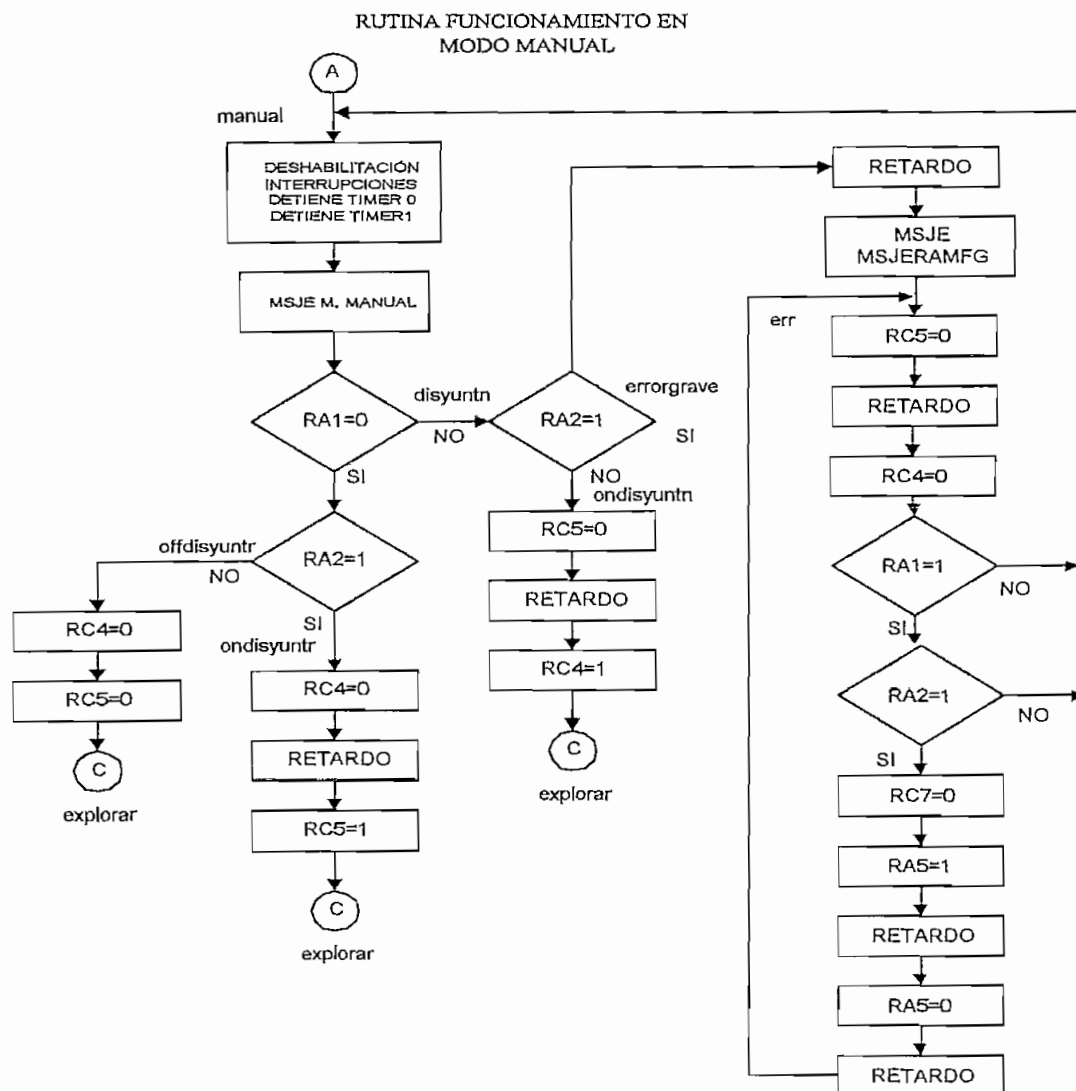 RUTINA FUNCIONAMIENTO EN
MODO MANUAL
A
manual
DESHABILITACIÓN
INTERRUPCIONES
DETIENE TIMER 0
DETIENE TIMER1
MSJE M. MANUAL
RA1=0
SI
disyuntn
NO
RA2=1
errorgrave
SI
NO
ondisyuntn
RC5=0
RETARDO
RC4=1
C
explorar
RA2=1
offdisyuntr
NO
SI
ondisyuntr
RC4=0
RC5=0
C
explorar
RC4=0
RETARDO
RC5=1
C
explorar
RETARDO
MSJE
MSJERAMFG
err
RC5=0
RETARDO
RC4=0
RA1=1
NO
SI
RA2=1
NO
SI
RC7=0
RA5=1
RETARDO
RA5=0
RETARDO